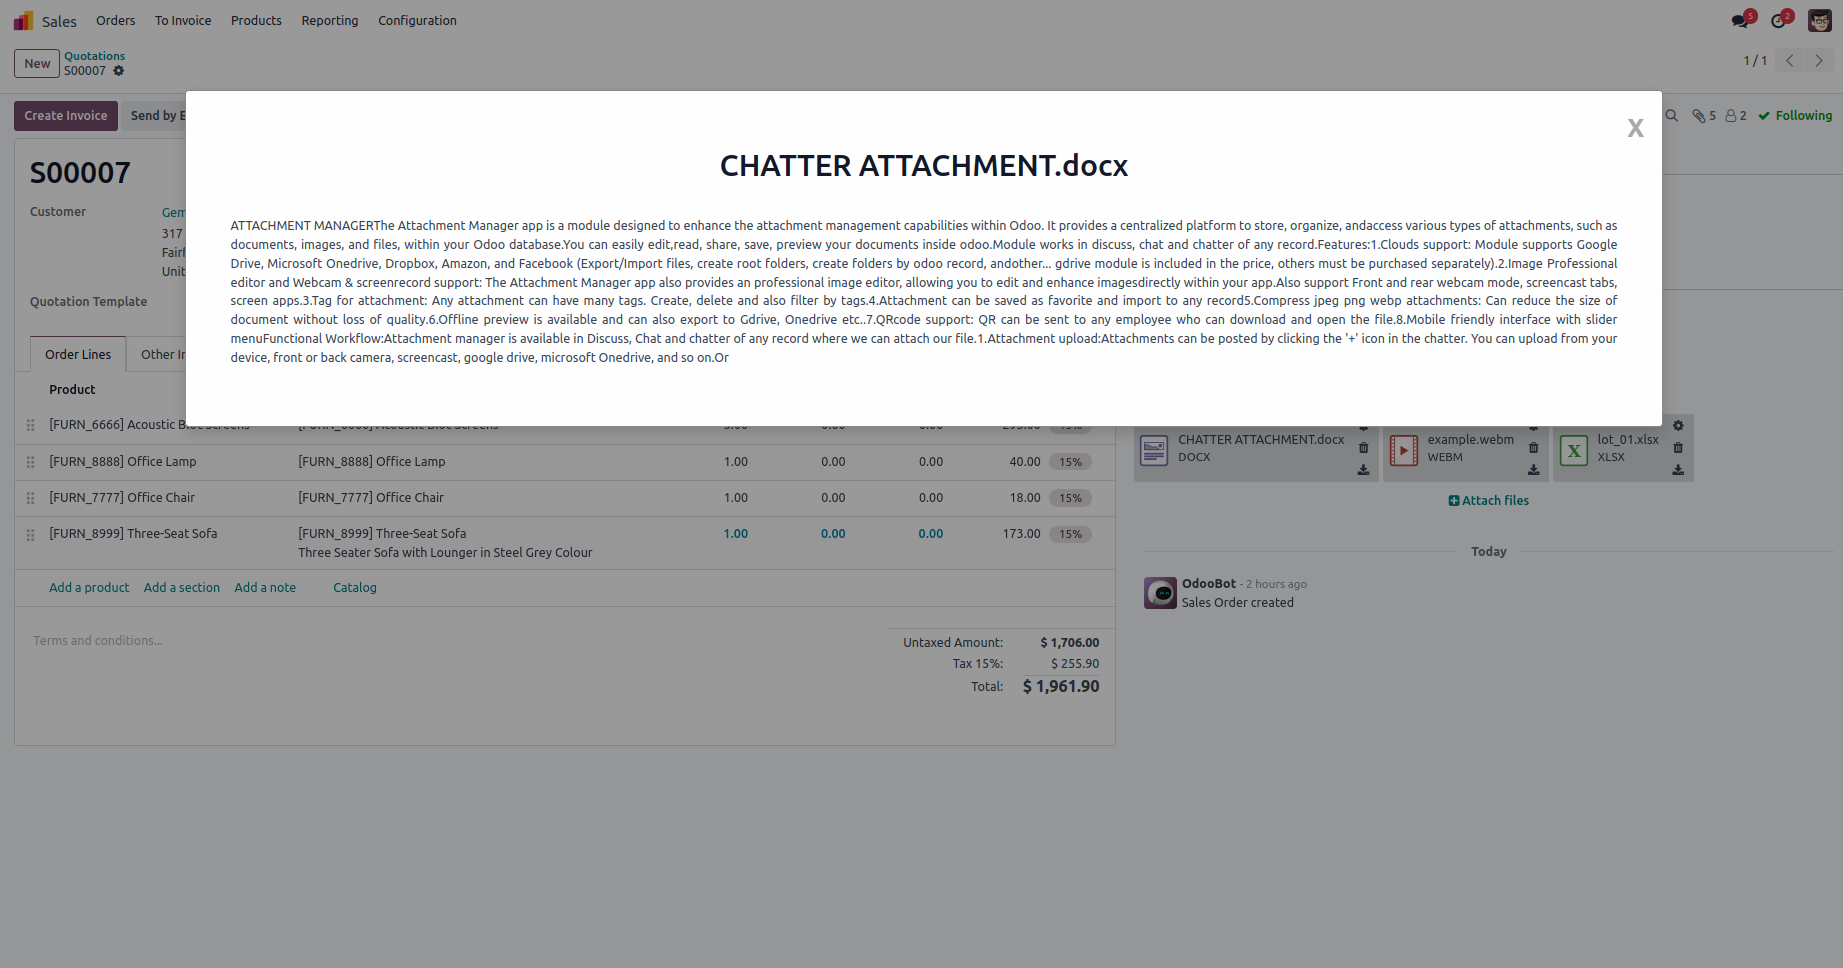 Sales Orders To Invoice Products Reporting Configuration 5 2
New Quotations
S00007 1 / 1
Create Invoice Send by E 5 2 Following
X
CHATTER ATTACHMENT.docx
S00007
Customer Gem
317
Fairf
Unit
Quotation Template
ATTACHMENT MANAGERThe Attachment Manager app is a module designed to enhance the attachment management capabilities within Odoo. It provides a centralized platform to store, organize, andaccess various types of attachments, such as
documents, images, and files, within your Odoo database.You can easily edit,read, share, save, preview your documents inside odoo.Module works in discuss, chat and chatter of any record.Features:1.Clouds support: Module supports Google
Drive, Microsoft Onedrive, Dropbox, Amazon, and Facebook (Export/Import files, create root folders, create folders by odoo record, andother... gdrive module is included in the price, others must be purchased separately).2.Image Professional
editor and Webcam & screenrecord support: The Attachment Manager app also provides an professional image editor, allowing you to edit and enhance imagesdirectly within your app.Also support Front and rear webcam mode, screencast tabs,
screen apps.3.Tag for attachment: Any attachment can have many tags. Create, delete and also filter by tags.4.Attachment can be saved as favorite and import to any record5.Compress jpeg png webp attachments: Can reduce the size of
document without loss of quality.6.Offline preview is available and can also export to Gdrive, Onedrive etc..7.QRcode support: QR can be sent to any employee who can download and open the file.8.Mobile friendly interface with slider
menuFunctional Workflow:Attachment manager is available in Discuss, Chat and chatter of any record where we can attach our file.1.Attachment upload:Attachments can be posted by clicking the '+' icon in the chatter. You can upload from your
device, front or back camera, screencast, google drive, microsoft Onedrive, and so on.Or
Order Lines Other In
Product
[FURN_6666] Acoustic Bloc Screens [FURN_6666] Acoustic Bloc Screens 295.00 15%
[FURN_8888] Office Lamp [FURN_8888] Office Lamp 1.00 0.00 0.00 40.00 15%
[FURN_7777] Office Chair [FURN_7777] Office Chair 1.00 0.00 0.00 18.00 15%
[FURN_8999] Three-Seat Sofa [FURN_8999] Three-Seat Sofa 1.00 0.00 0.00 173.00 15%
Three Seater Sofa with Lounger in Steel Grey Colour
Add a product Add a section Add a note Catalog
Terms and conditions...
Untaxed Amount: $ 1,706.00
Tax 15%: $ 255.90
Total: $ 1,961.90
CHATTER ATTACHMENT.docx
DOCX
example.webm
WEBM
X
lot_01.xlsx
XLSX
Attach files
Today
OdooBot - 2 hours ago
Sales Order created